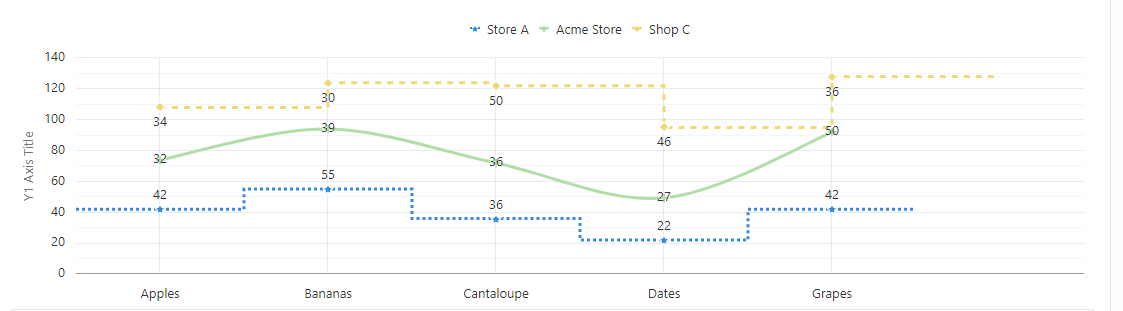 Store A Acme Store Shop C
Y1 Axis Title
140
120
100
80
60
40
20
0
34 30 50 46 36
32 39 36 27 50
42 55 36 22 42
Apples Bananas Cantaloupe Dates Grapes